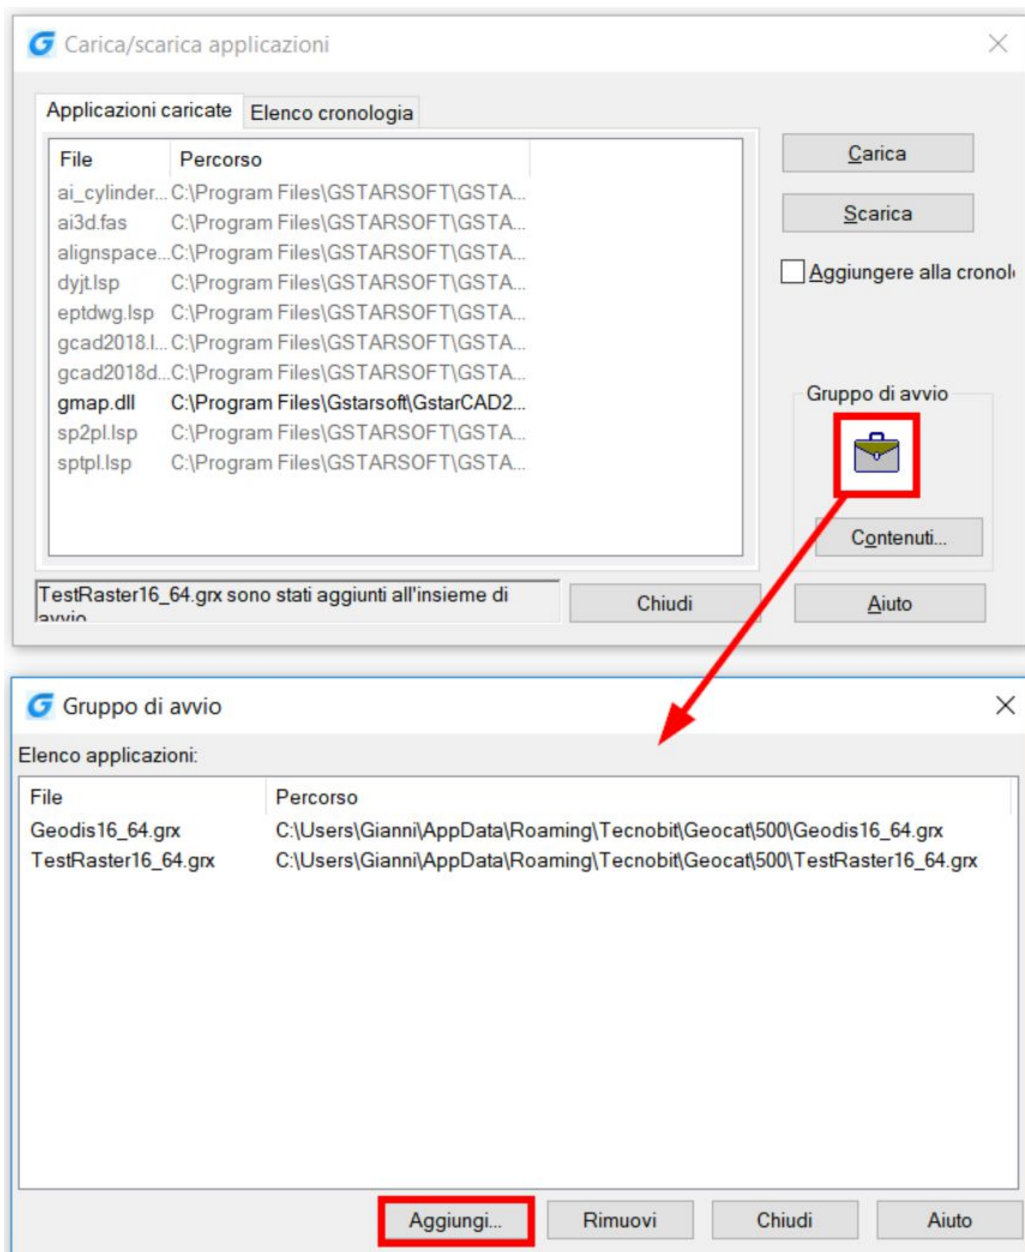 Carica/scarica applicazioni
Applicazioni caricate Elenco cronologia
File Percorso
ai_cylinder... C:\Program Files\GSTARSOFT\GSTA...
ai3d.fas C:\Program Files\GSTARSOFT\GSTA...
alignspace... C:\Program Files\GSTARSOFT\GSTA...
dyjt.lsp C:\Program Files\GSTARSOFT\GSTA...
eptdwg.lsp C:\Program Files\GSTARSOFT\GSTA...
gcad2018.l... C:\Program Files\GSTARSOFT\GSTA...
gcad2018d... C:\Program Files\GSTARSOFT\GSTA...
gmap.dll C:\Program Files\Gstarsoft\GstarCAD2...
sp2pl.lsp C:\Program Files\GSTARSOFT\GSTA...
sptpl.lsp C:\Program Files\GSTARSOFT\GSTA...
Carica
Scarica
Aggiungere alla cronol
Gruppo di avvio
Contenuti...
TestRaster16_64.grx sono stati aggiunti all'insieme di
avvio
Chiudi Aiuto
Gruppo di avvio
Elenco applicazioni:
File Percorso
Geodis16_64.grx C:\Users\Gianni\AppData\Roaming\Tecnobit\Geocat\500\Geodis16_64.grx
TestRaster16_64.grx C:\Users\Gianni\AppData\Roaming\Tecnobit\Geocat\500\TestRaster16_64.grx
Aggiungi... Rimuovi Chiudi Aiuto